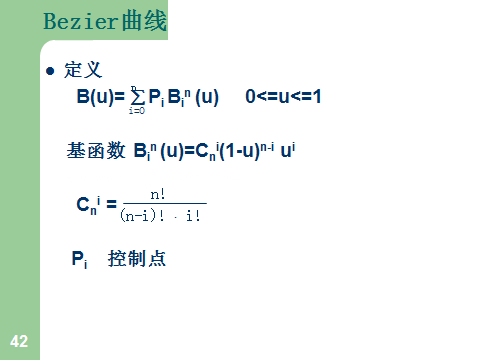 Bezier曲线
● 定义
B(u)= n∑i=0 Pi Bin (u) 0<=u<=1
基函数 Bin (u)=Cni(1-u)n-i ui
Cni = n!
(n-i)! · i!
Pi 控制点
42